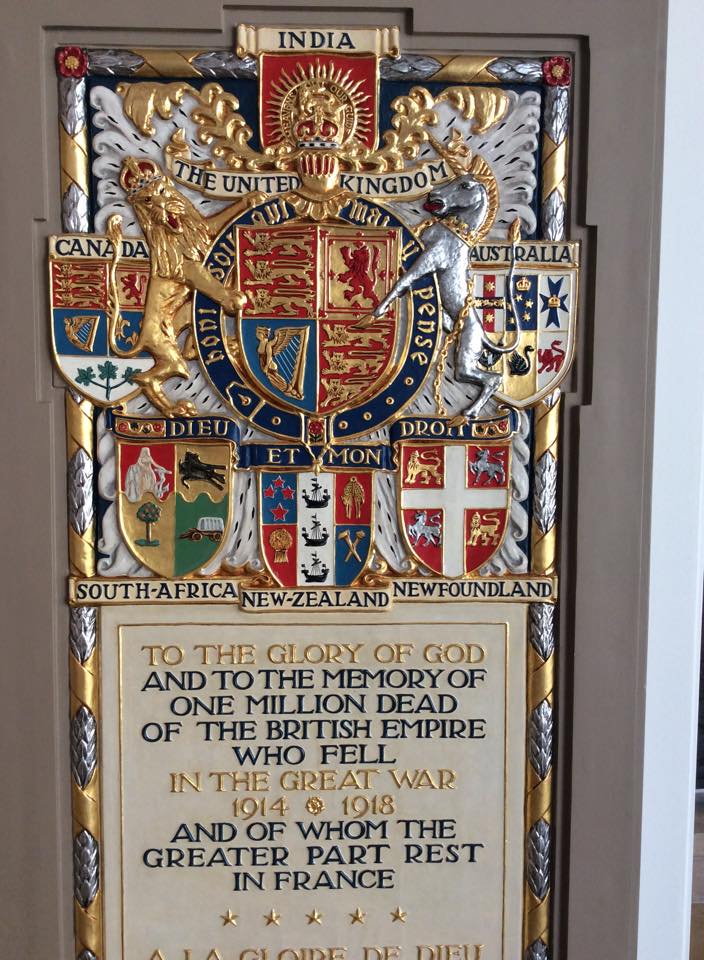 INDIA
THE UNITED KINGDOM
CANADA
AUSTRALIA
honi soit qui mal y pense
DIEU
ET MON
DROIT
SOUTH-AFRICA
NEW-ZEALAND
NEWFOUNDLAND
TO THE GLORY OF GOD
AND TO THE MEMORY OF
ONE MILLION DEAD
OF THE BRITISH EMPIRE
WHO FELL
IN THE GREAT WAR
1914 1918
AND OF WHOM THE
GREATER PART REST
IN FRANCE
A LA GLOIRE DE DIEU